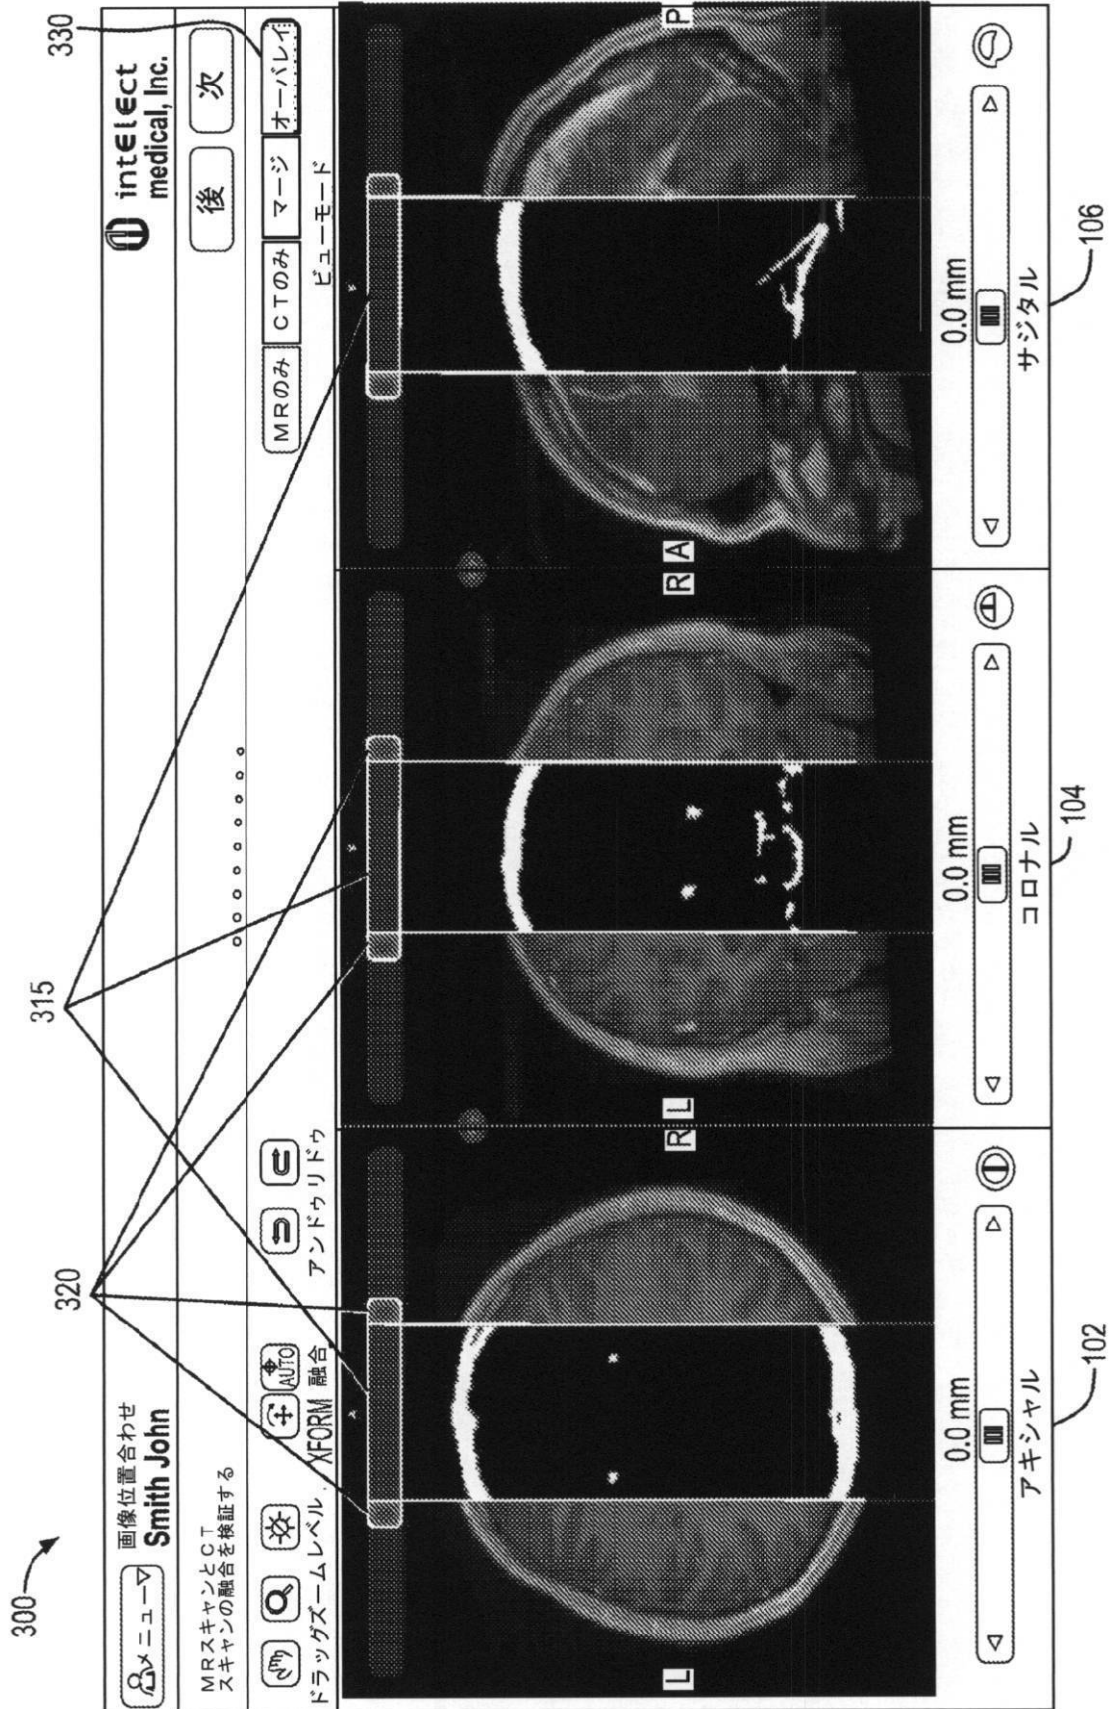 300
315
320
330
メニュー▽
画像位置合わせ
Smith John
intElEct
medical, Inc.
MRスキャンとCT
スキャンの融合を検証する
後 次
AUTO
ドラッグズームレベル XFORM 融合 アンドゥリドゥ
MRのみ CTのみ マージ オーバレイ
ビューモード
L R L R A P
0.0 mm 0.0 mm 0.0 mm
アキシャル コロナル サジタル
102 104 106